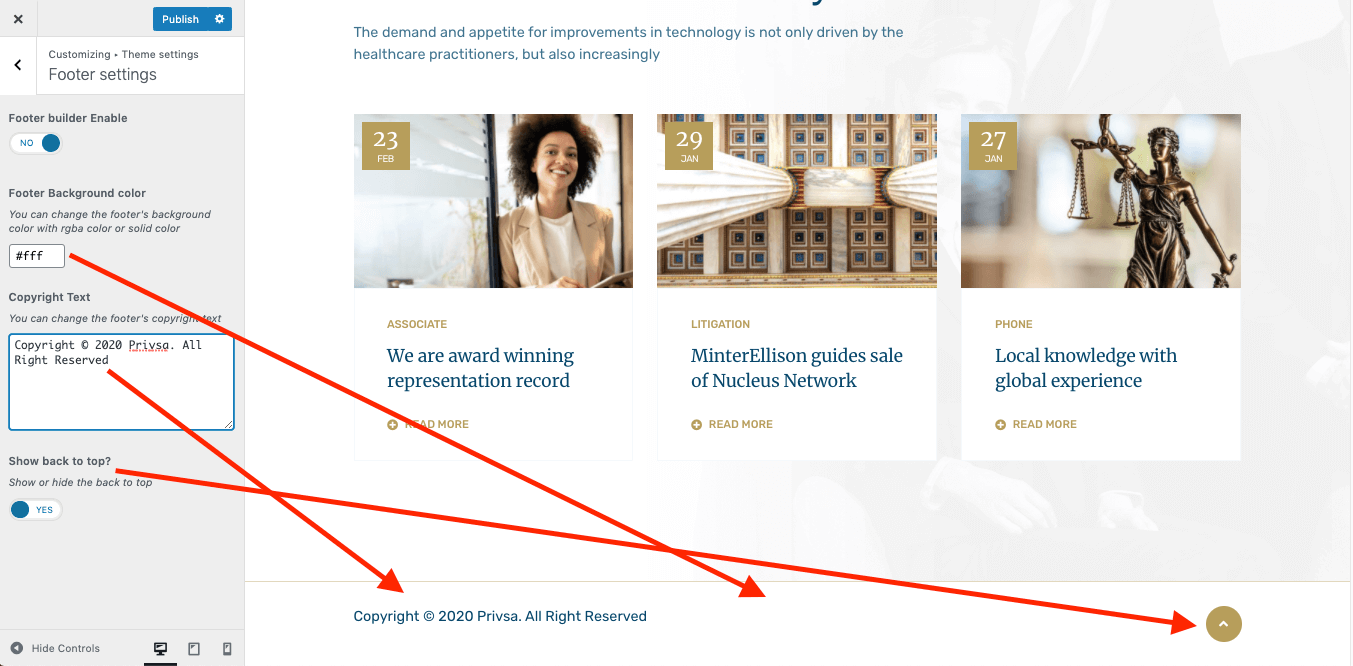 Publish
Customizing • Theme settings
Footer settings
Footer builder Enable
NO
Footer Background color
You can change the footer's background
color with rgba color or solid color
#fff
Copyright Text
You can change the footer's copyright text
Copyright © 2020 Privsa. All
Right Reserved
Show back to top?
Show or hide the back to top
YES
Hide Controls
The demand and appetite for improvements in technology is not only driven by the
healthcare practitioners, but also increasingly
23
FEB
ASSOCIATE
We are award winning
representation record
READ MORE
29
JAN
LITIGATION
MinterEllison guides sale
of Nucleus Network
READ MORE
27
JAN
PHONE
Local knowledge with
global experience
READ MORE
Copyright © 2020 Privsa. All Right Reserved